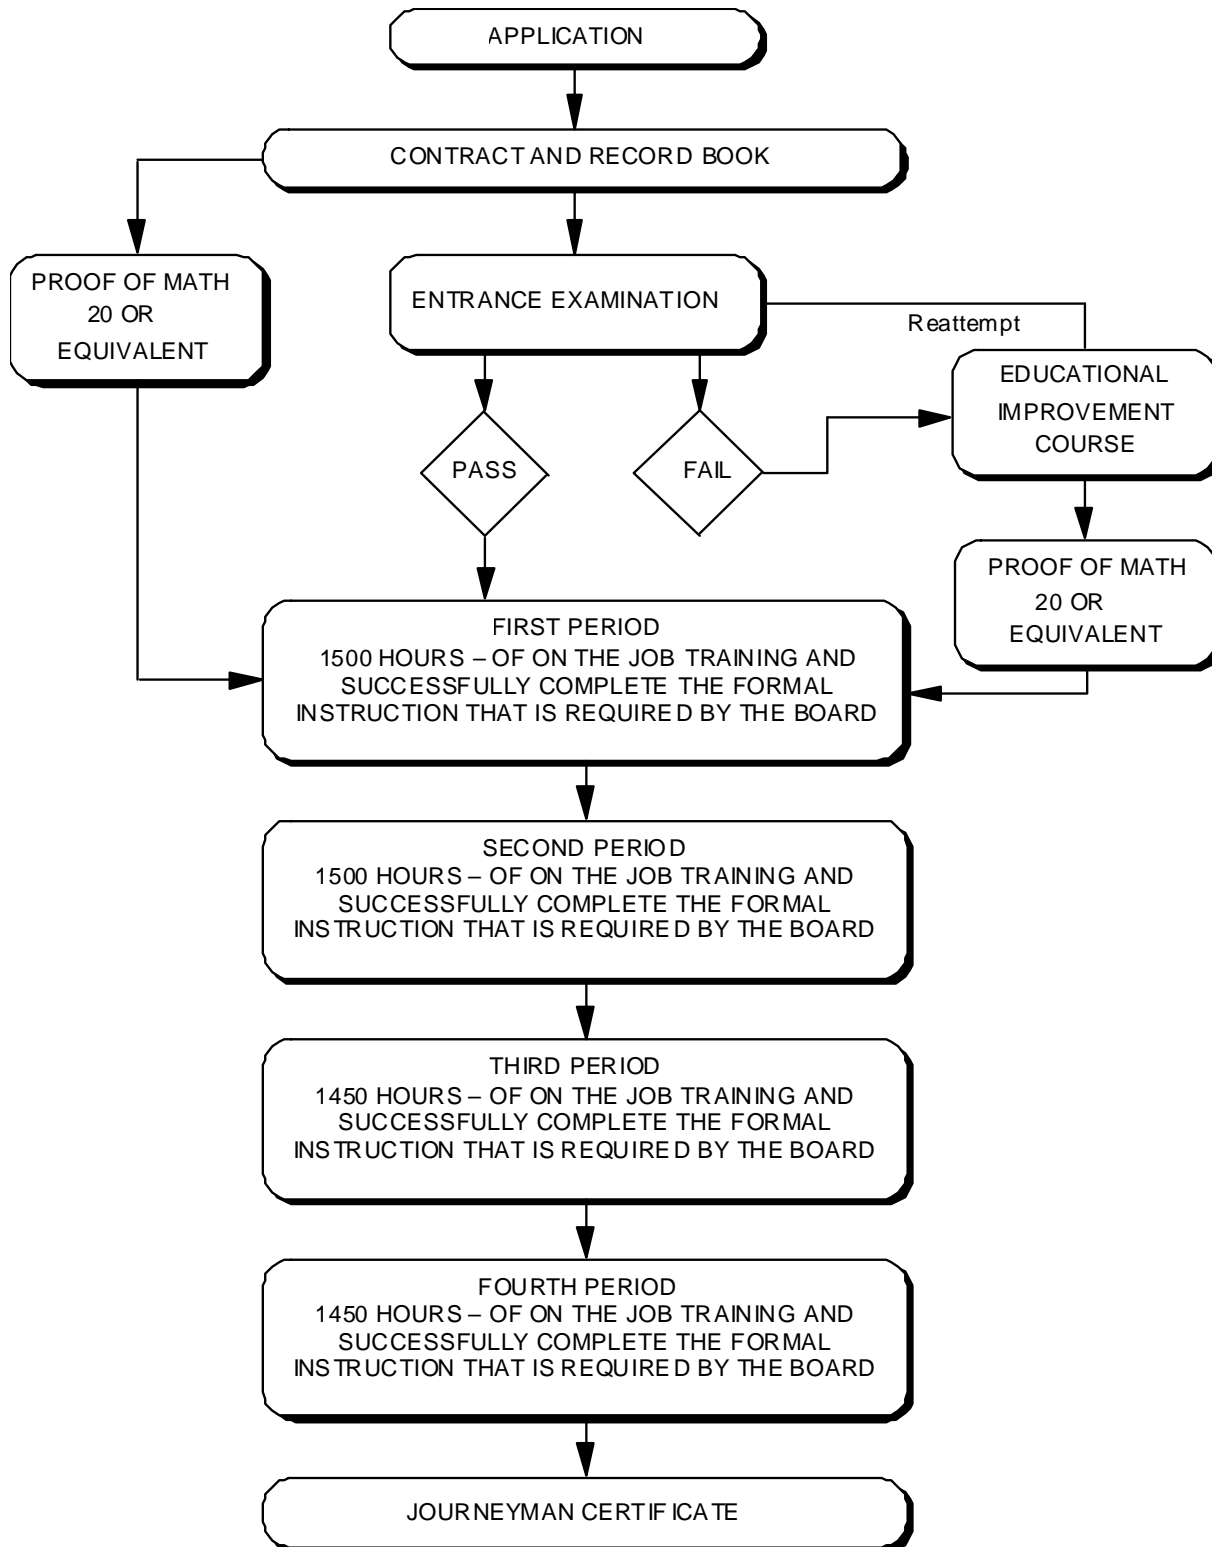 APPLICATION
CONTRACT AND RECORD BOOK
PROOF OF MATH
20 OR
EQUIVALENT
ENTRANCE EXAMINATION
Reattempt
EDUCATIONAL
IMPROVEMENT
COURSE
PASS
FAIL
PROOF OF MATH
20 OR
EQUIVALENT
FIRST PERIOD
1500 HOURS – OF ON THE JOB TRAINING AND
SUCCESSFULLY COMPLETE THE FORMAL
INSTRUCTION THAT IS REQUIRED BY THE BOARD
SECOND PERIOD
1500 HOURS – OF ON THE JOB TRAINING AND
SUCCESSFULLY COMPLETE THE FORMAL
INSTRUCTION THAT IS REQUIRED BY THE BOARD
THIRD PERIOD
1450 HOURS – OF ON THE JOB TRAINING AND
SUCCESSFULLY COMPLETE THE FORMAL
INSTRUCTION THAT IS REQUIRED BY THE BOARD
FOURTH PERIOD
1450 HOURS – OF ON THE JOB TRAINING AND
SUCCESSFULLY COMPLETE THE FORMAL
INSTRUCTION THAT IS REQUIRED BY THE BOARD
JOURNEYMAN CERTIFICATE